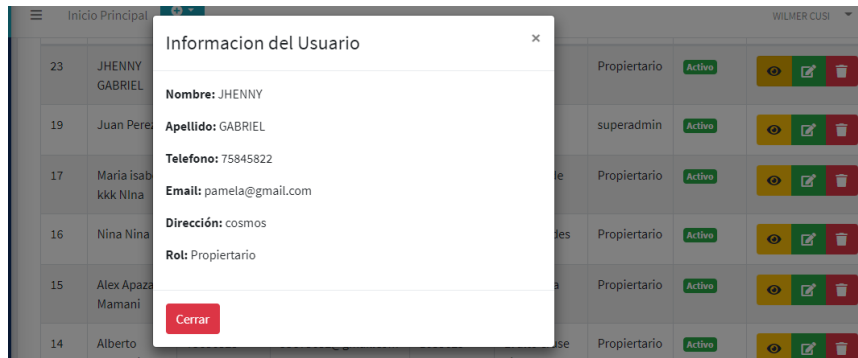 Inicio Principal
WILMER CUSI
Informacion del Usuario
×
Nombre: JHENNY
Apellido: GABRIEL
Telefono: 75845822
Email: pamela@gmail.com
Dirección: cosmos
Rol: Propiertario
Cerrar
23 JHENNY Propiertario Activo
GABRIEL
19 Juan Perez superadmin Activo
17 Maria isab Propiertario Activo
kkk NIna
16 Nina Nina des Propiertario Activo
15 Alex Apaza Propiertario Activo
Mamani
14 Alberto Propiertario Activo